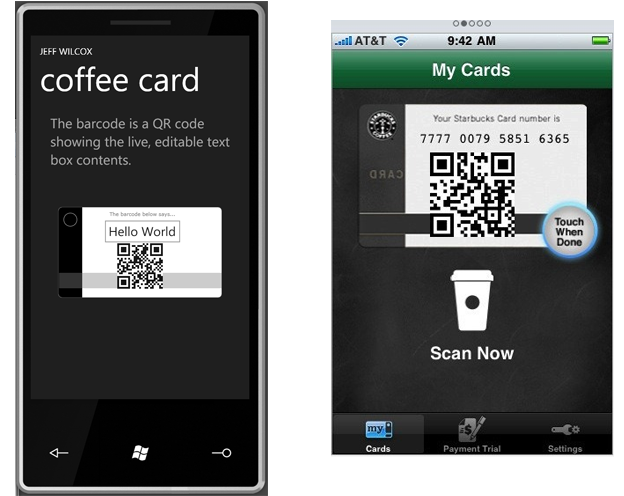 JEFF WILCOX
coffee card
The barcode is a QR code
showing the live, editable text
box contents.
The barcode below says...
Hello World
AT&T
9:42 AM
My Cards
Your Starbucks Card number is
7777 0079 5851 6365
CARD
Touch
When
Done
Scan Now
my
Cards
Payment Trial
Settings